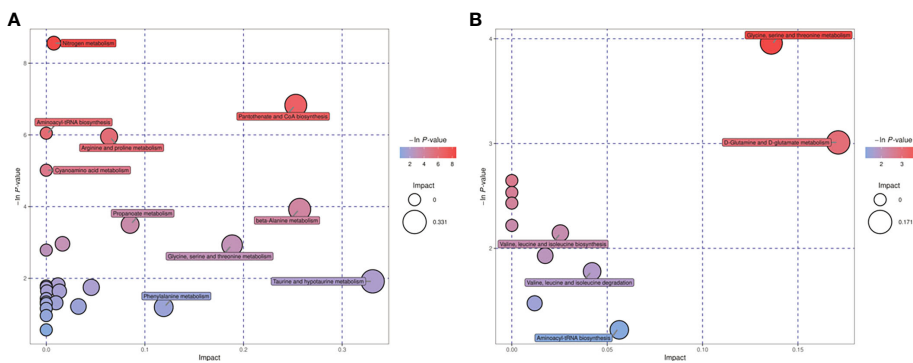 A
Nitrogen metabolism
Pantothenate and CoA biosynthesis
Aminoacyl-tRNA biosynthesis
Arginine and proline metabolism
Cyanoamino acid metabolism
Propanoate metabolism
beta-Alanine metabolism
Glycine, serine and threonine metabolism
Taurine and hypotaurine metabolism
Phenylalanine metabolism
8
6
4
2
−ln P-value
0.0 0.1 0.2 0.3
Impact
−ln P-value
2 4 6 8
Impact
0
0.331
B
Glycine, serine and threonine metabolism
D-Glutamine and D-glutamate metabolism
Valine, leucine and isoleucine biosynthesis
Valine, leucine and isoleucine degradation
Aminoacyl-tRNA biosynthesis
4
3
2
−ln P-value
0.00 0.05 0.10 0.15
Impact
−ln P-value
2 3
Impact
0
0.171